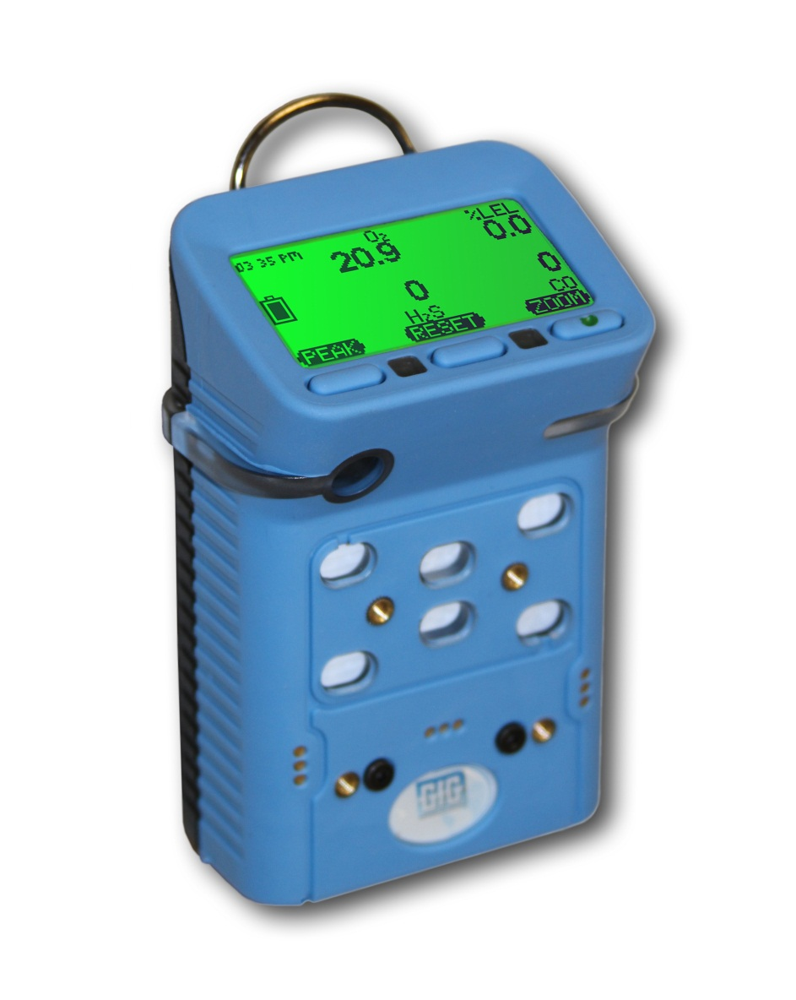 03 35 PM
O₂
20.9
%LEL
0.0
0
H₂S
0
CO
PEAK
RESET
ZOOM
GfG